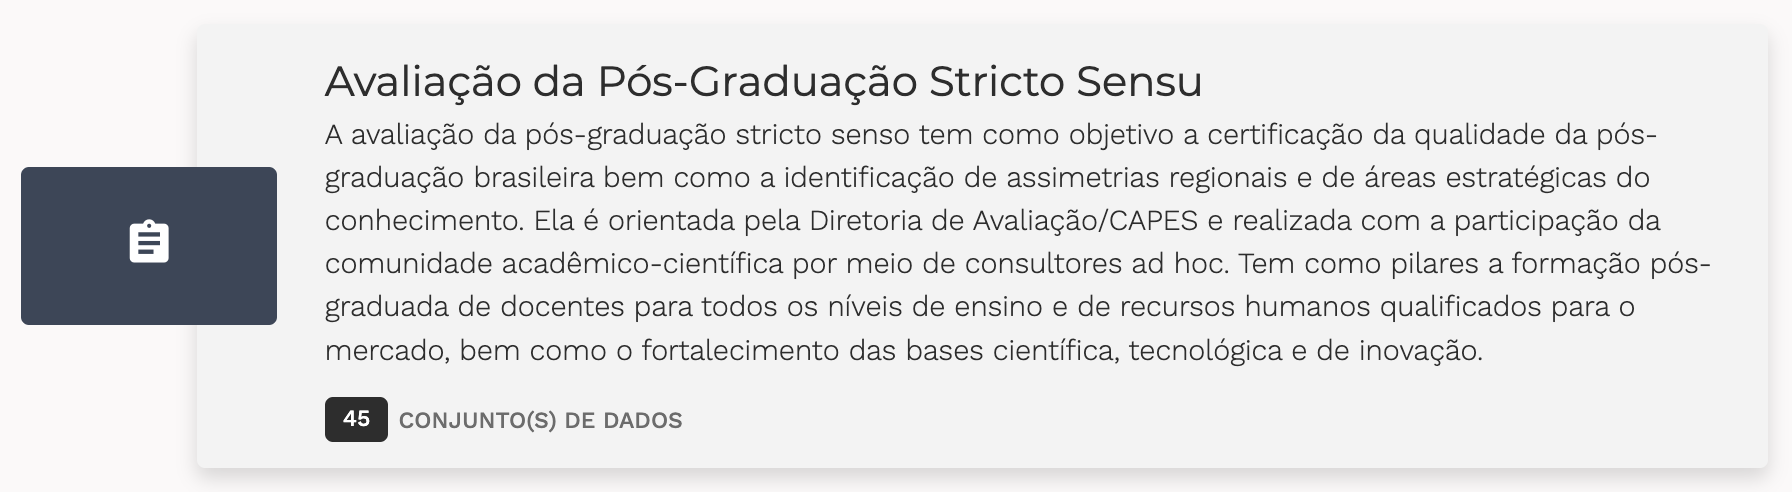 Avaliação da Pós-Graduação Stricto Sensu
A avaliação da pós-graduação stricto senso tem como objetivo a certificação da qualidade da pós-
graduação brasileira bem como a identificação de assimetrias regionais e de áreas estratégicas do
conhecimento. Ela é orientada pela Diretoria de Avaliação/CAPES e realizada com a participação da
comunidade acadêmico-científica por meio de consultores ad hoc. Tem como pilares a formação pós-
graduada de docentes para todos os níveis de ensino e de recursos humanos qualificados para o
mercado, bem como o fortalecimento das bases científica, tecnológica e de inovação.
45 CONJUNTO(S) DE DADOS